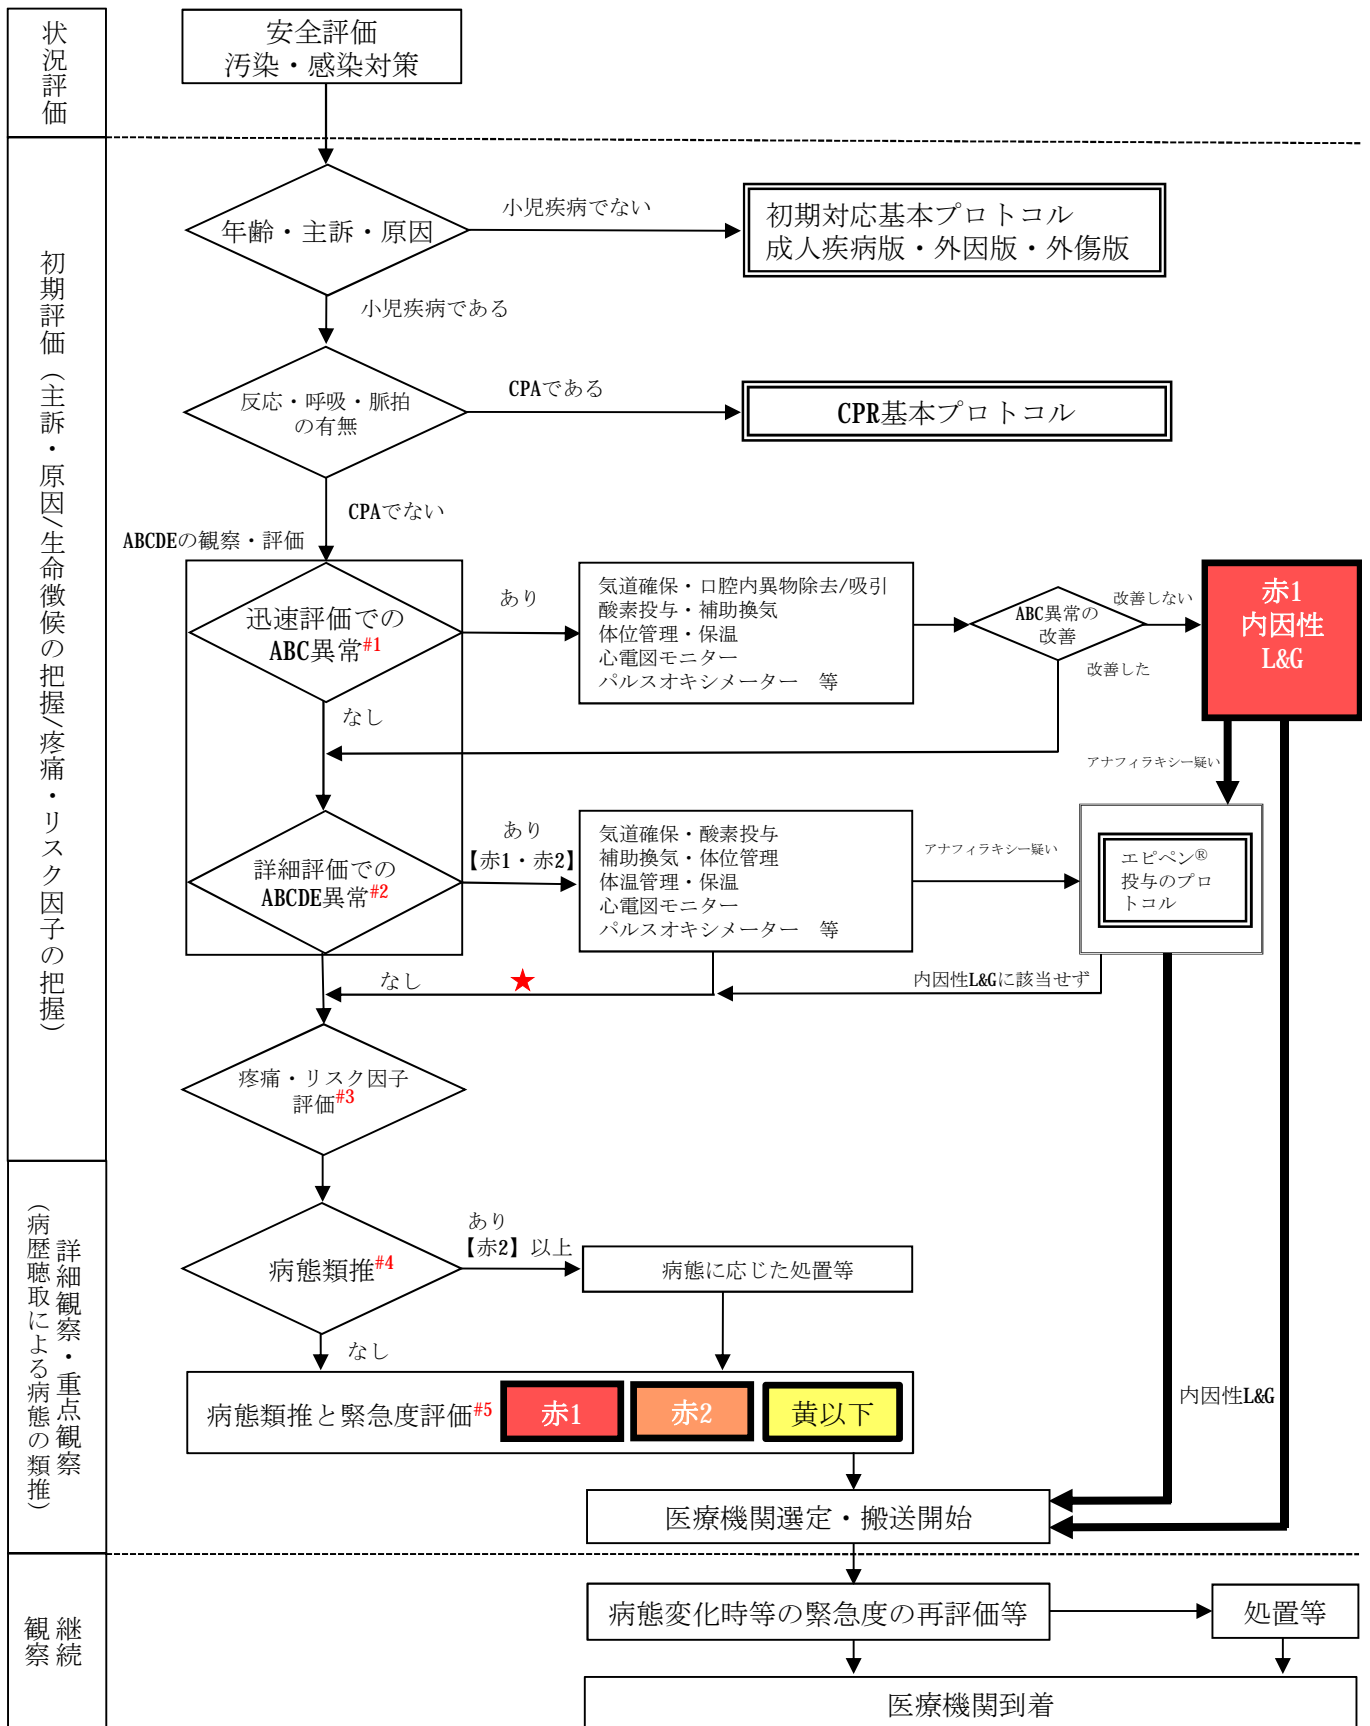 状況評価
安全評価
汚染・感染対策
初期評価（主訴・原因/生命徴候の把握/疼痛・リスク因子の把握）
年齢・主訴・原因
小児疾病でない
初期対応基本プロトコル
成人疾病版・外因版・外傷版
小児疾病である
反応・呼吸・脈拍
の有無
CPAである
CPR基本プロトコル
CPAでない
ABCDEの観察・評価
迅速評価での
ABC異常#1
あり
気道確保・口腔内異物除去/吸引
酸素投与・補助換気
体位管理・保温
心電図モニター
パルスオキシメーター　等
ABC異常の
改善
改善しない
改善した
赤1
内因性
L&G
なし
アナフィラキシー疑い
詳細評価での
ABCDE異常#2
あり
【赤1・赤2】
気道確保・酸素投与
補助換気・体位管理
体温管理・保温
心電図モニター
パルスオキシメーター　等
アナフィラキシー疑い
エピペン®
投与のプロ
トコル
なし
★
内因性L&Gに該当せず
疼痛・リスク因子
評価#3
詳細観察・重点観察
（病歴聴取による病態の類推）
病態類推#4
あり
【赤2】以上
病態に応じた処置等
なし
病態類推と緊急度評価#5
赤1
赤2
黄以下
内因性L&G
医療機関選定・搬送開始
継続
観察
病態変化時等の緊急度の再評価等
処置等
医療機関到着